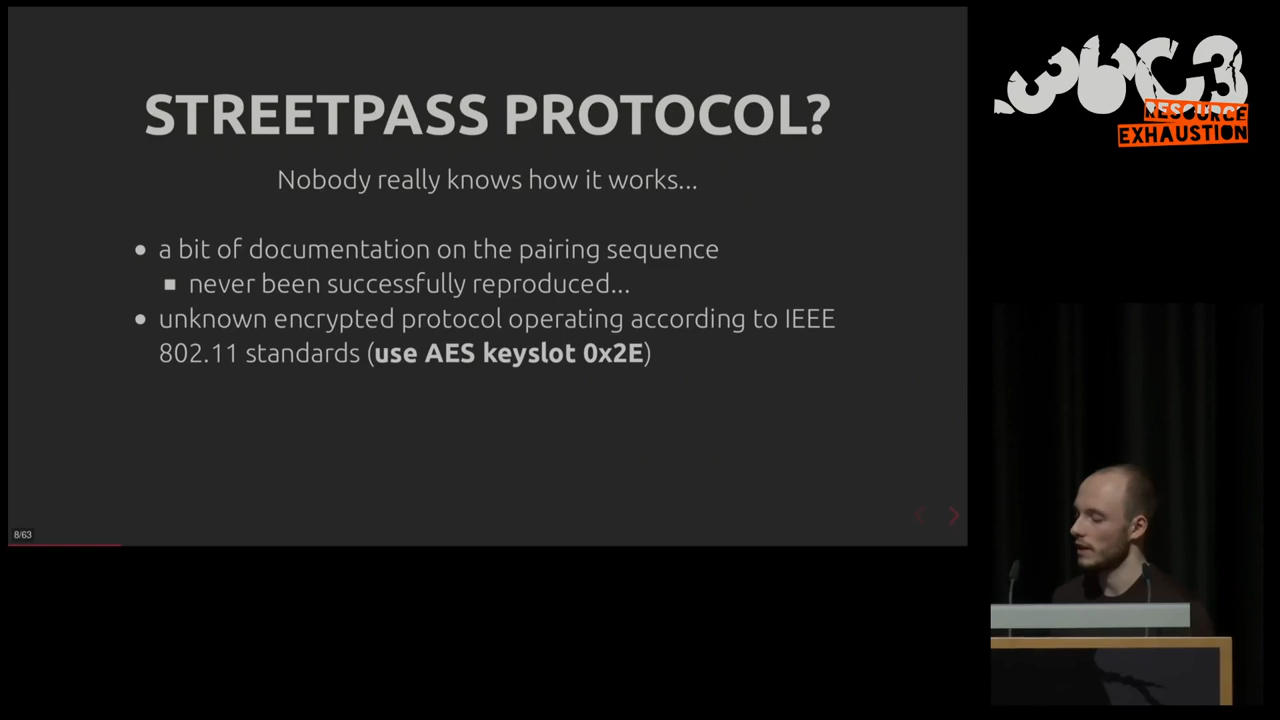 STREETPASS PROTOCOL?
Nobody really knows how it works...
a bit of documentation on the pairing sequence
never been successfully reproduced...
unknown encrypted protocol operating according to IEEE
802.11 standards (use AES keyslot 0x2E)
8/63
36C3
RESOURCE
EXHAUSTION